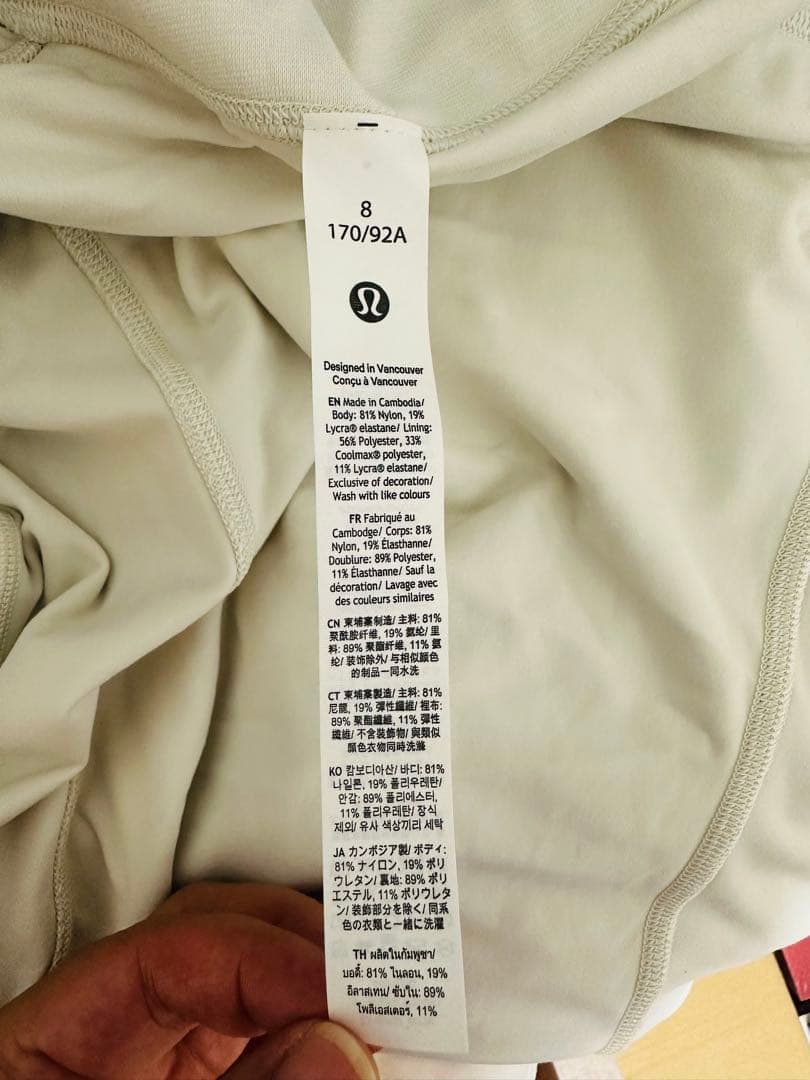 8
170/92A
Designed in Vancouver
Conçu à Vancouver
EN Made in Cambodia/
Body: 81% Nylon, 19%
Lycra® elastane/ Lining:
56% Polyester, 33%
Coolmax® polyester,
11% Lycra® elastane/
Exclusive of decoration/
Wash with like colours
FR Fabriqué au
Cambodge/ Corps: 81%
Nylon, 19% Élasthanne/
Doublure: 89% Polyester,
11% Élasthanne/ Sauf la
décoration/ Lavage avec
des couleurs similaires
CN 柬埔寨制造/ 主料: 81%
聚酰胺纤维, 19% 氨纶/ 里
料: 89% 聚酯纤维, 11% 氨
纶/ 装饰除外/ 与相似颜色
的制品一同水洗
CT 柬埔寨製造/ 主料: 81%
尼龍, 19% 彈性纖維/ 裡布:
89% 聚酯纖維, 11% 彈性
纖維/ 不含裝飾物/ 與類似
顏色衣物同時洗滌
KO 캄보디아산/ 바디: 81%
나일론, 19% 폴리우레탄/
안감: 89% 폴리에스터,
11% 폴리우레탄/ 장식
제외/ 유사 색상끼리 세탁
JA カンボジア製/ ボディ:
81% ナイロン, 19% ポリ
ウレタン/ 裏地: 89% ポリ
エステル, 11% ポリウレタ
ン/ 装飾部分を除く/ 同系
色の衣類と一緒に洗濯
TH ผลิตในกัมพูชา/
บอดี้: 81% ไนลอน, 19%
อีลาสเทน/ ซับใน: 89%
โพลีเอสเตอร์, 11%